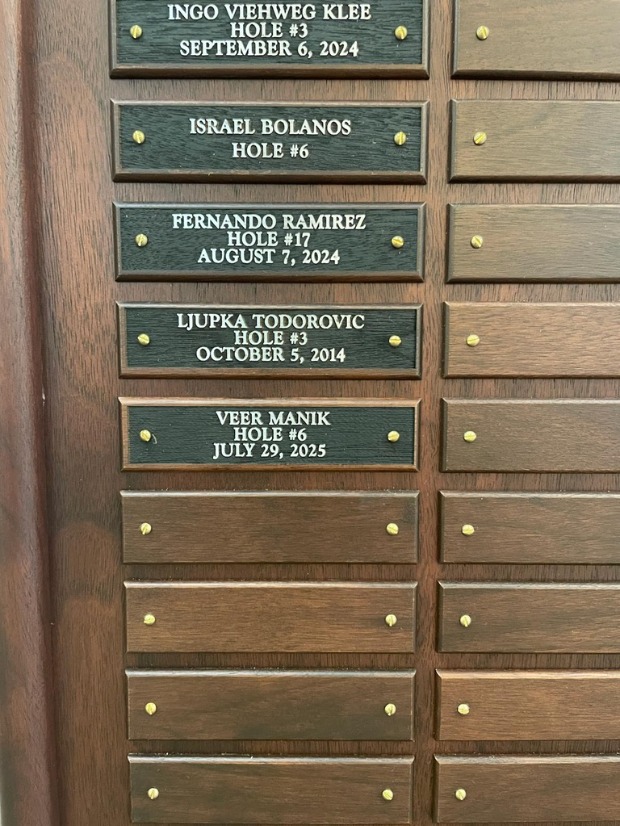 INGO VIEHWEG KLEE
HOLE #3
SEPTEMBER 6, 2024
ISRAEL BOLANOS
HOLE #6
FERNANDO RAMIREZ
HOLE #17
AUGUST 7, 2024
LJUPKA TODOROVIC
HOLE #3
OCTOBER 5, 2014
VEER MANIK
HOLE #6
JULY 29, 2025